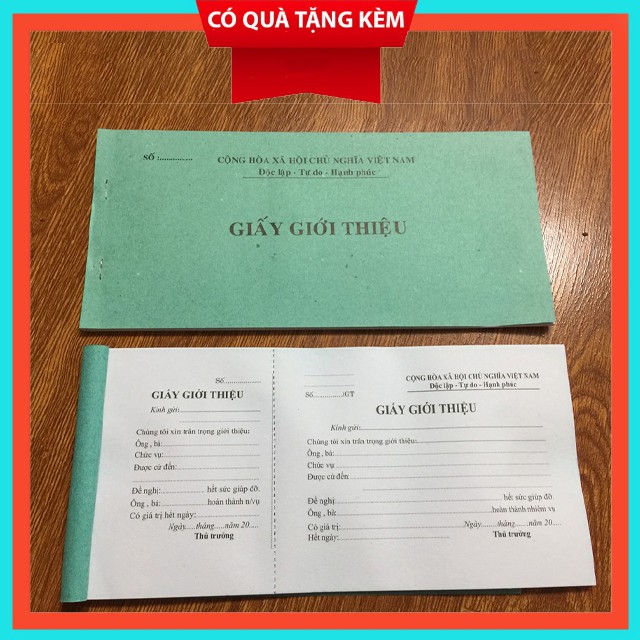 CÓ QUÀ TẶNG KÈM
SỐ :..............
CỘNG HÒA XÃ HỘI CHỦ NGHĨA VIỆT NAM
Độc lập - Tự do - Hạnh phúc
GIẤY GIỚI THIỆU
Số..................
GIẤY GIỚI THIỆU
Kính gửi:..............................
Chúng tôi xin trân trọng giới thiệu:
Ông , bà:..............................
Chức vụ:..............................
Được cử đến:........................
Đề nghị:.................. hết sức giúp đỡ.
Ông , bà:.................hoàn thành n/vụ
Có giá trị hết ngày:....................
Ngày.....tháng.....năm 20.....
Thủ trưởng
CỘNG HÒA XÃ HỘI CHỦ NGHĨA VIỆT NAM
Độc lập - Tự do - Hạnh phúc
Số............/GT
GIẤY GIỚI THIỆU
Kính gửi:..............................
Chúng tôi xin trân trọng giới thiệu:..............................
Ông , bà:..............................
Chức vụ:..............................
Được cử đến:..............................
Đề nghị:..............................hết sức giúp đỡ.
Ông , bà:..............................hoàn thành nhiệm vụ
Có giá trị:....................
Ngày.....tháng.....năm 20.....
Hết ngày:....................
Thủ trưởng